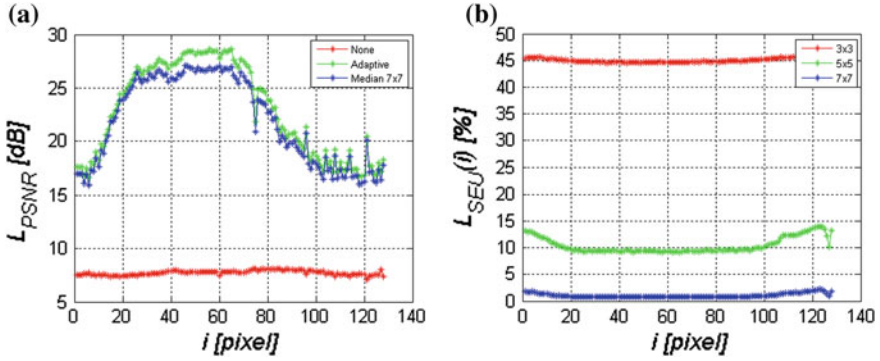 (a)
L_PSNR [dB]
30
25
20
15
10
5
0 20 40 60 80 100 120 140
i [pixel]
None
Adaptive
Median 7x7
(b)
L_SEU(i) [%]
50
45
40
35
30
25
20
15
10
5
0
0 20 40 60 80 100 120 140
i [pixel]
3x3
5x5
7x7